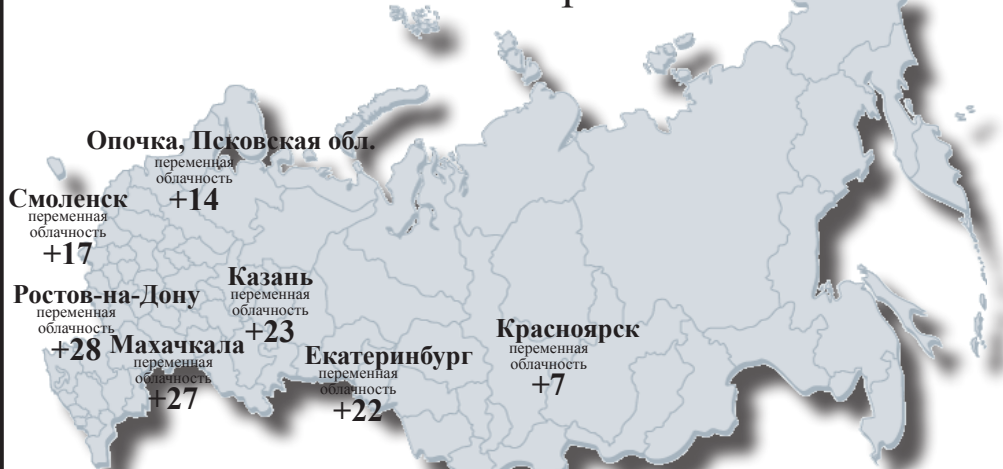 Опочка, Псковская обл.
переменная
облачность
+14
Смоленск
переменная
облачность
+17
Казань
переменная
облачность
+23
Ростов-на-Дону
переменная
облачность
+28
Махачкала
переменная
облачность
+27
Екатеринбург
переменная
облачность
+22
Красноярск
переменная
облачность
+7